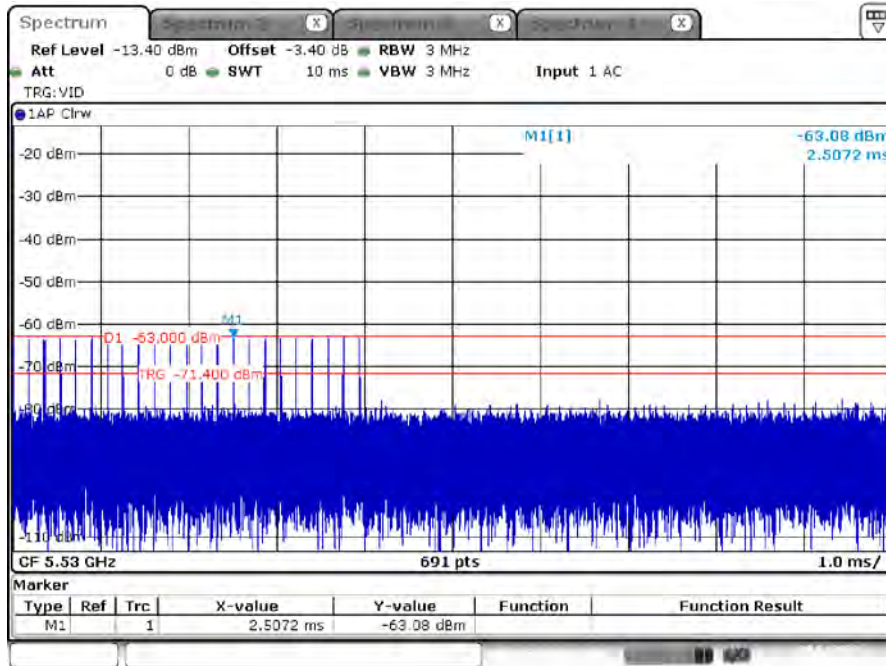 Spectrum X X X
Ref Level -13.40 dBm Offset -3.40 dB RBW 3 MHz
Att 0 dB SWT 10 ms VBW 3 MHz Input 1 AC
TRG:VID
1AP Clrw
M1[1] -63.08 dBm
2.5072 ms
-20 dBm
-30 dBm
-40 dBm
-50 dBm
-60 dBm
M1
D1 -63.000 dBm
-70 dBm
TRG -71.400 dBm
-80 dBm
-110 dBm
CF 5.53 GHz 691 pts 1.0 ms/
Marker
Type Ref Trc X-value Y-value Function Function Result
M1 1 2.5072 ms -63.08 dBm